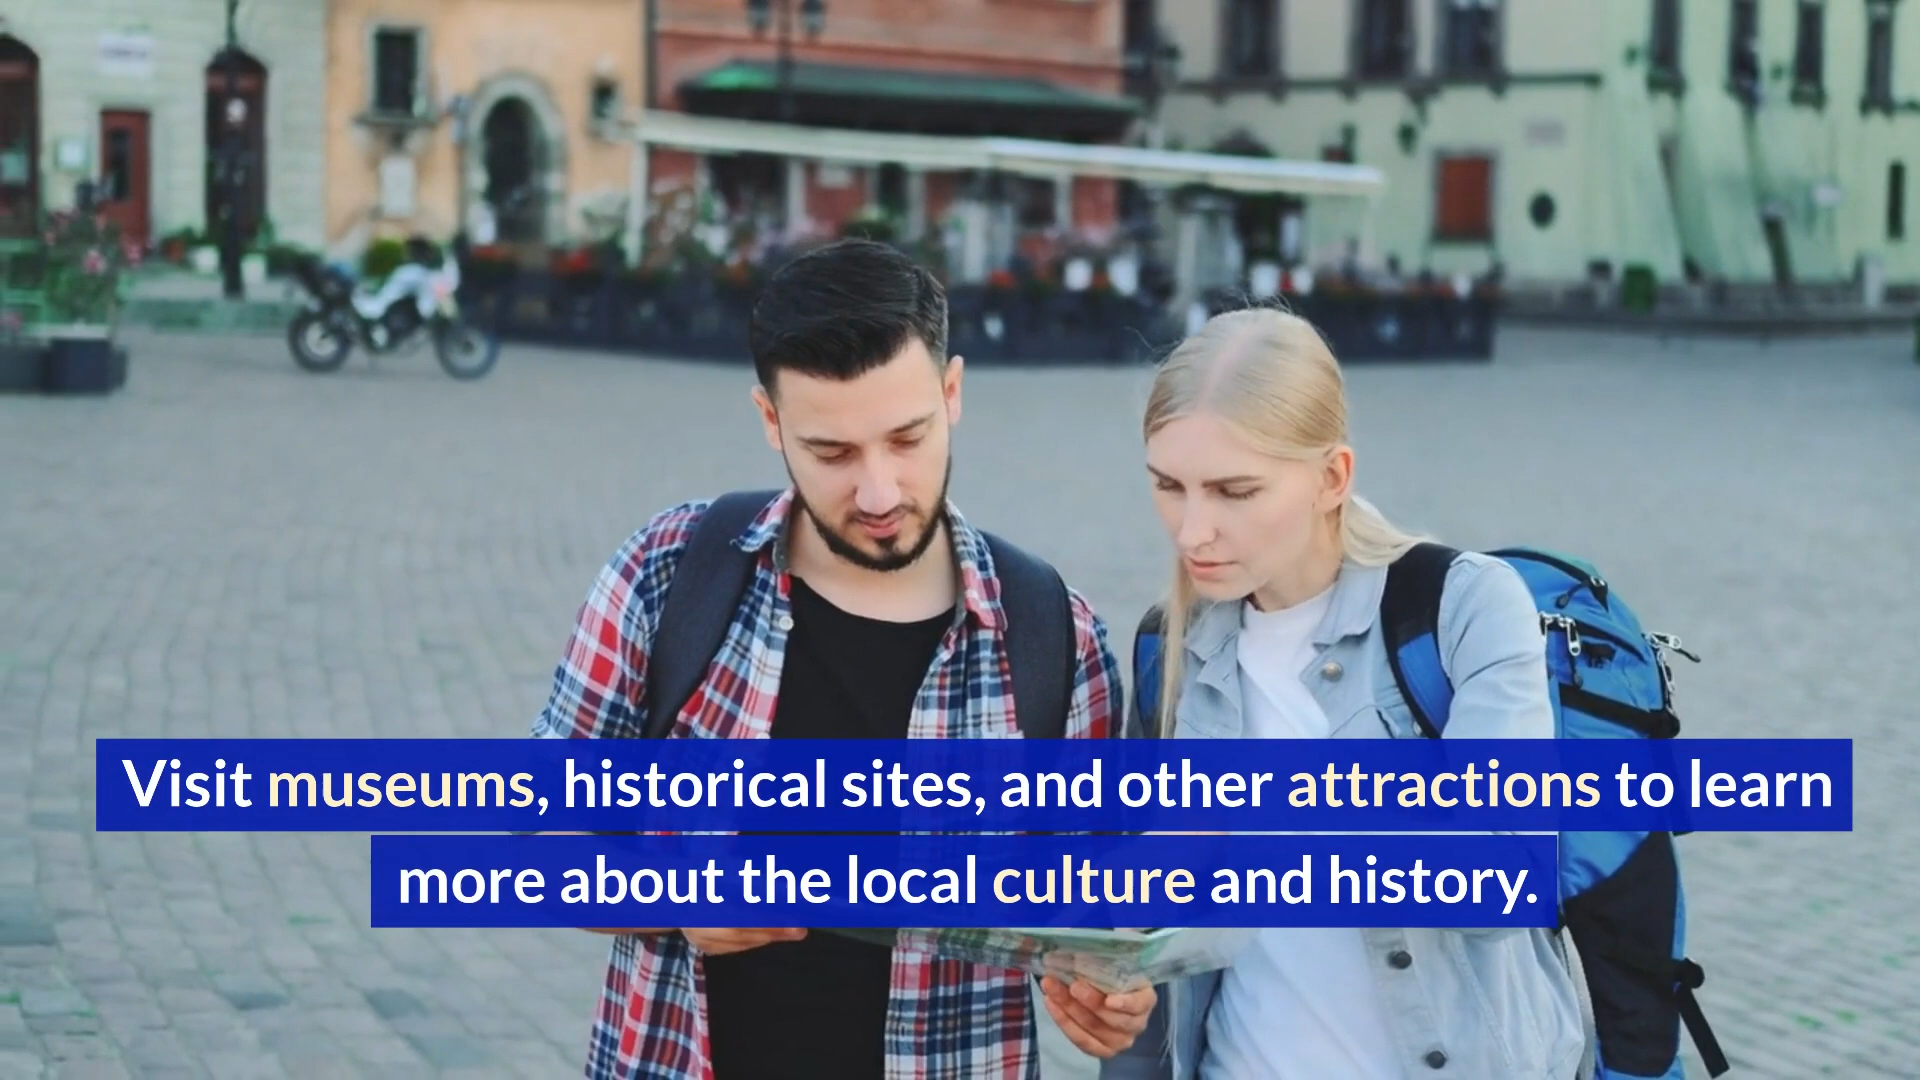 Visit museums, historical sites, and other attractions to learn
more about the local culture and history.